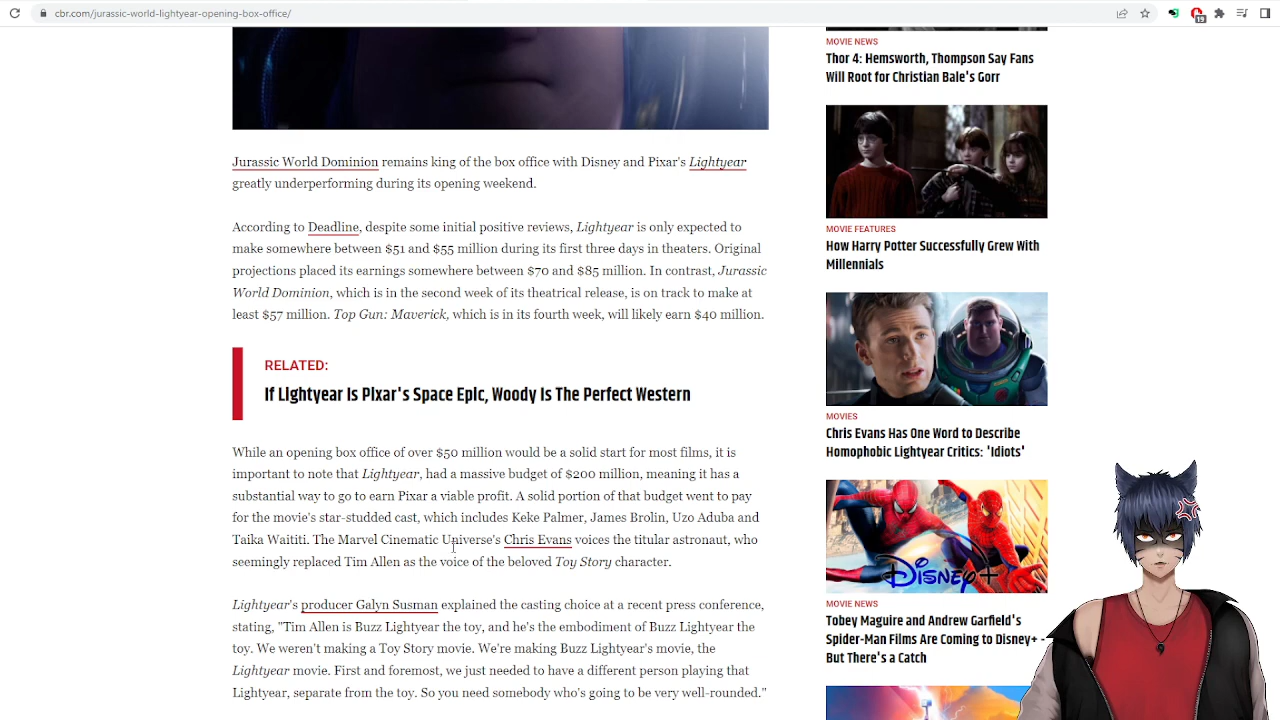 cbr.com/jurassic-world-lightyear-opening-box-office/
19
Jurassic World Dominion remains king of the box office with Disney and Pixar's Lightyear
greatly underperforming during its opening weekend.
According to Deadline, despite some initial positive reviews, Lightyear is only expected to
make somewhere between $51 and $55 million during its first three days in theaters. Original
projections placed its earnings somewhere between $70 and $85 million. In contrast, Jurassic
World Dominion, which is in the second week of its theatrical release, is on track to make at
least $57 million. Top Gun: Maverick, which is in its fourth week, will likely earn $40 million.
RELATED:
If Lightyear Is Pixar's Space Epic, Woody Is The Perfect Western
While an opening box office of over $50 million would be a solid start for most films, it is
important to note that Lightyear, had a massive budget of $200 million, meaning it has a
substantial way to go to earn Pixar a viable profit. A solid portion of that budget went to pay
for the movie's star-studded cast, which includes Keke Palmer, James Brolin, Uzo Aduba and
Taika Waititi. The Marvel Cinematic Universe's Chris Evans voices the titular astronaut, who
seemingly replaced Tim Allen as the voice of the beloved Toy Story character.
Lightyear's producer Galyn Susman explained the casting choice at a recent press conference,
stating, "Tim Allen is Buzz Lightyear the toy, and he's the embodiment of Buzz Lightyear the
toy. We weren't making a Toy Story movie. We're making Buzz Lightyear's movie, the
Lightyear movie. First and foremost, we just needed to have a different person playing that
Lightyear, separate from the toy. So you need somebody who's going to be very well-rounded."
MOVIE NEWS
Thor 4: Hemsworth, Thompson Say Fans
Will Root for Christian Bale's Gorr
MOVIE FEATURES
How Harry Potter Successfully Grew With
Millennials
MOVIES
Chris Evans Has One Word to Describe
Homophobic Lightyear Critics: 'Idiots'
Disney+
MOVIE NEWS
Tobey Maguire and Andrew Garfield's
Spider-Man Films Are Coming to Disney+ -
But There's a Catch